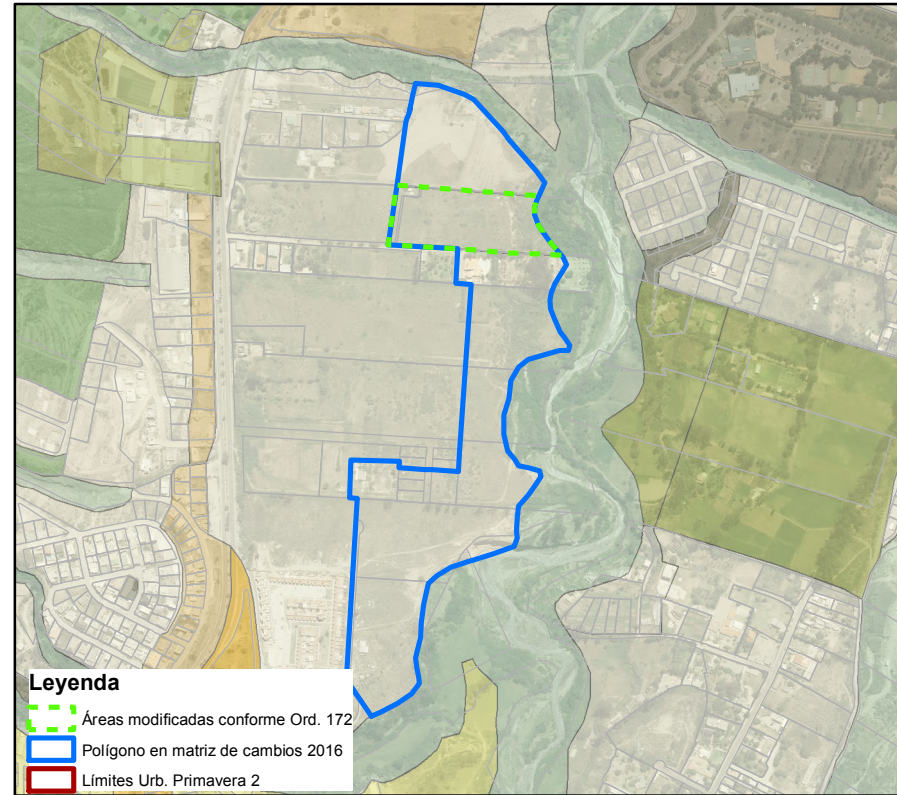 Leyenda
Áreas modificadas conforme Ord. 172
Polígono en matriz de cambios 2016
Límites Urb. Primavera 2